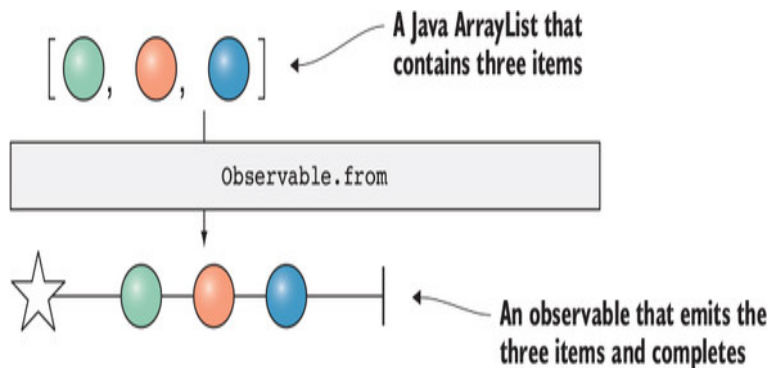 A Java ArrayList that
contains three items
[ , , ]
Observable.from
An observable that emits the
three items and completes